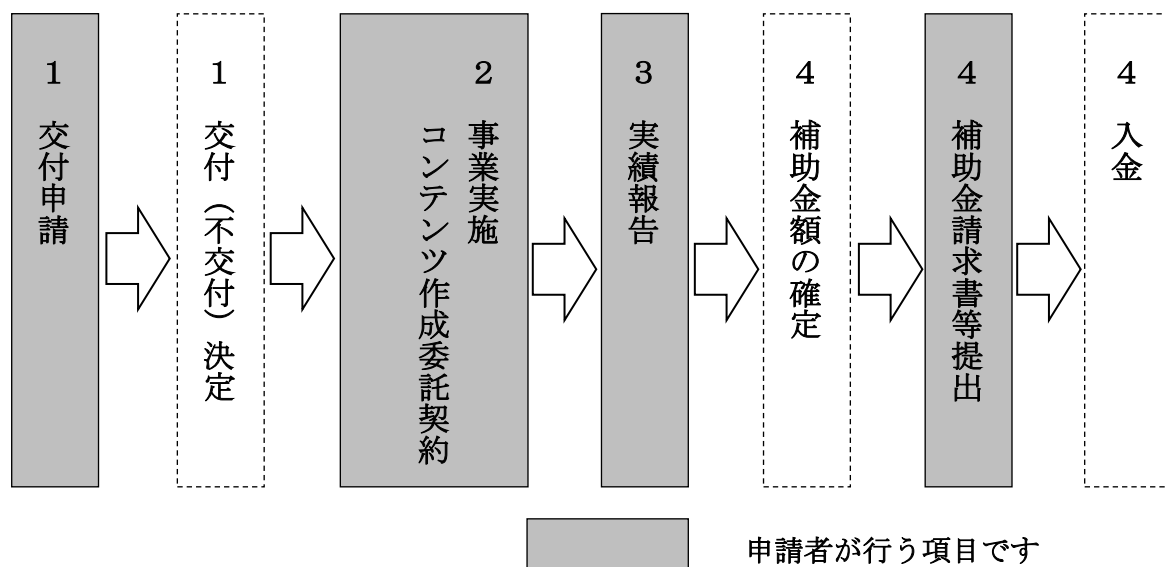 １　交付申請
１　交付（不交付）決定
２　事業実施
コンテンツ作成委託契約
３　実績報告
４　補助金額の確定
４　補助金請求書等提出
４　入金
申請者が行う項目です